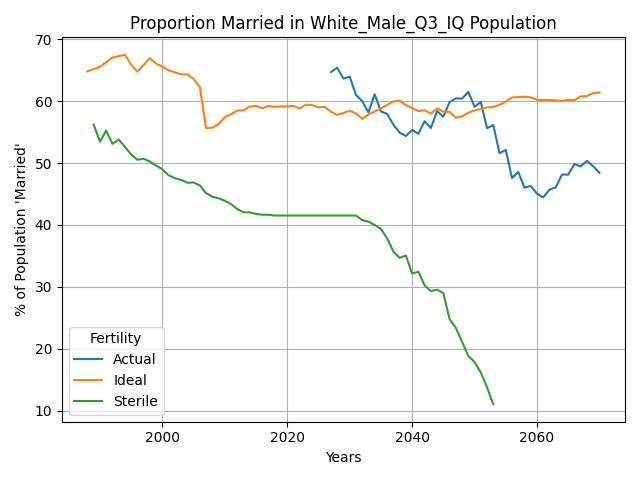 Proportion Married in White_Male_Q3_IQ Population
% of Population 'Married'
70
60
50
40
30
20
10
Fertility
Actual
Ideal
Sterile
2000
2020
2040
2060
Years